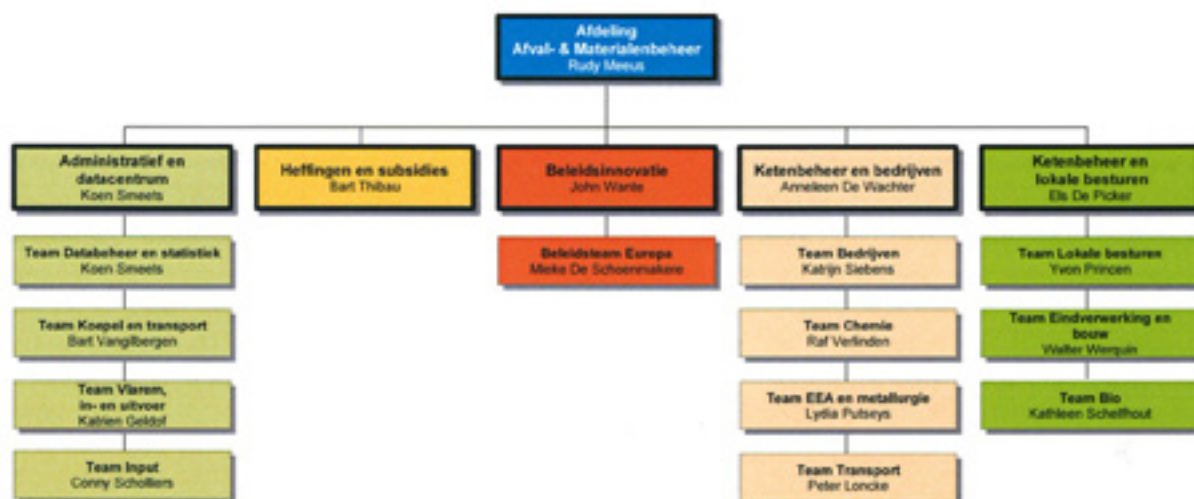 Afdeling
Afval- & Materialenbeheer
Rudy Meeus
Administratief en
datacentrum
Koen Smeets
Team Databeheer en statistiek
Koen Smeets
Team Koepel en transport
Bart Vangilbergen
Team Vlarem,
in- en uitvoer
Katrien Geldof
Team Input
Conny Scholliers
Heffingen en subsidies
Bart Thibau
Beleidsinnovatie
John Wante
Beleidsteam Europa
Mieke De Schoenmakere
Ketenbeheer en bedrijven
Anneleen De Wachter
Team Bedrijven
Katrijn Siebens
Team Chemie
Raf Verlinden
Team EEA en metallurgie
Lydia Putseys
Team Transport
Peter Loncke
Ketenbeheer en
lokale besturen
Els De Picker
Team Lokale besturen
Yvon Princen
Team Eindverwerking en
bouw
Walter Werquin
Team Bio
Kathleen Schelfhout